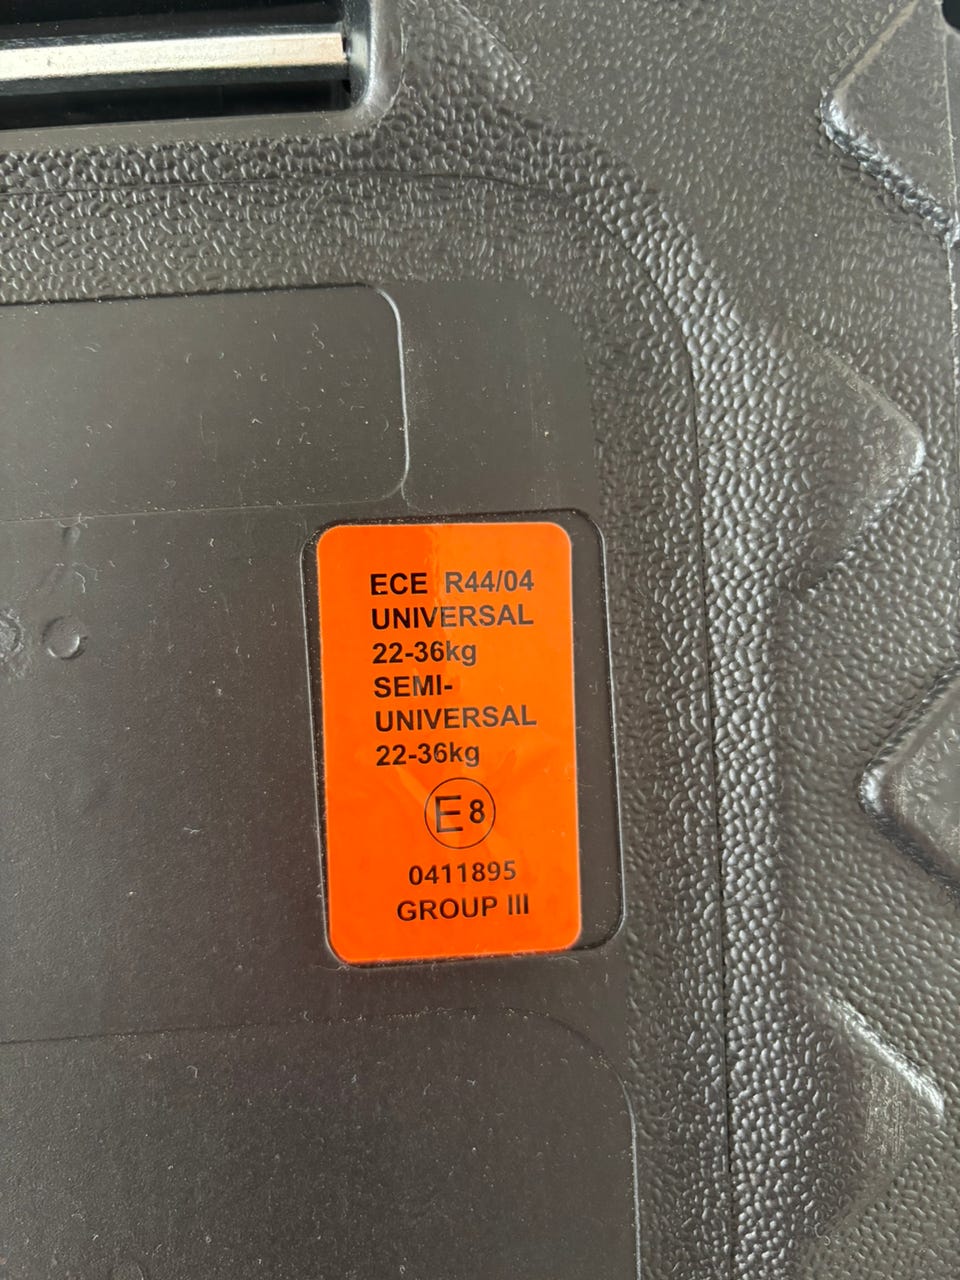 ECE R44/04
UNIVERSAL
22-36kg
SEMI-
UNIVERSAL
22-36kg
E8
0411895
GROUP III